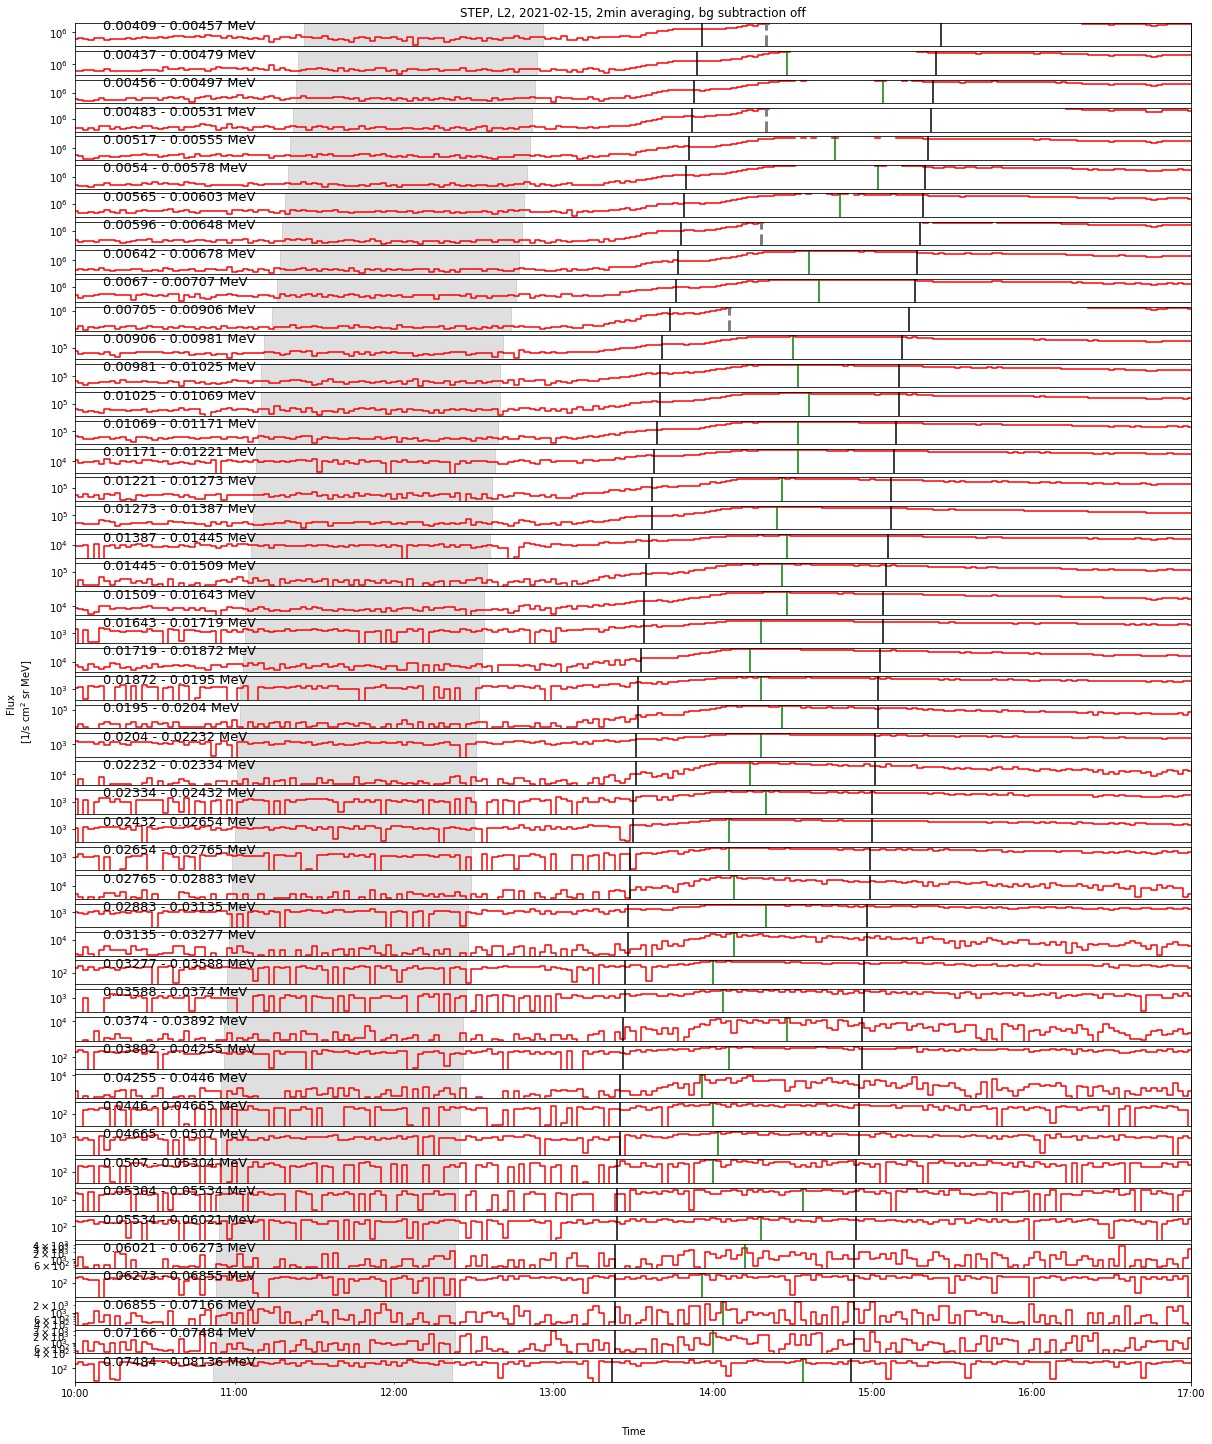 STEP, L2, 2021-02-15, 2min averaging, bg subtraction off
0.00409 - 0.00457 MeV
10⁶
0.00437 - 0.00479 MeV
10⁶
0.00456 - 0.00497 MeV
10⁶
0.00483 - 0.00531 MeV
10⁶
0.00517 - 0.00555 MeV
10⁶
0.0054 - 0.00578 MeV
10⁶
0.00565 - 0.00603 MeV
10⁶
0.00596 - 0.00648 MeV
10⁶
0.00642 - 0.00678 MeV
10⁶
0.0067 - 0.00707 MeV
10⁶
0.00705 - 0.00906 MeV
10⁶
0.00906 - 0.00981 MeV
10⁵
0.00981 - 0.01025 MeV
10⁵
0.01025 - 0.01069 MeV
10⁵
0.01069 - 0.01171 MeV
10⁵
0.01171 - 0.01221 MeV
10⁴
0.01221 - 0.01273 MeV
10⁵
0.01273 - 0.01387 MeV
10⁵
0.01387 - 0.01445 MeV
10⁴
0.01445 - 0.01509 MeV
10⁵
0.01509 - 0.01643 MeV
10⁴
0.01643 - 0.01719 MeV
10³
0.01719 - 0.01872 MeV
10⁴
0.01872 - 0.0195 MeV
10³
0.0195 - 0.0204 MeV
10⁵
0.0204 - 0.02232 MeV
10³
0.02232 - 0.02334 MeV
10⁴
0.02334 - 0.02432 MeV
10³
0.02432 - 0.02654 MeV
10³
0.02654 - 0.02765 MeV
10³
0.02765 - 0.02883 MeV
10⁴
0.02883 - 0.03135 MeV
10³
0.03135 - 0.03277 MeV
10⁴
0.03277 - 0.03588 MeV
10²
0.03588 - 0.0374 MeV
10³
0.0374 - 0.03892 MeV
10⁴
0.03892 - 0.04255 MeV
10²
0.04255 - 0.0446 MeV
10⁴
0.0446 - 0.04665 MeV
10²
0.04665 - 0.0507 MeV
10³
0.0507 - 0.05304 MeV
10²
0.05304 - 0.05534 MeV
10²
0.05534 - 0.06021 MeV
10²
0.06021 - 0.06273 MeV
4×10³
6×10²
0.06273 - 0.06855 MeV
10²
0.06855 - 0.07166 MeV
2×10³
10³
6×10²
0.07166 - 0.07484 MeV
2×10³
10³
4×10²
0.07484 - 0.08136 MeV
10²
10:00 11:00 12:00 13:00 14:00 15:00 16:00 17:00
Time
Flux
[1/s cm² sr MeV]